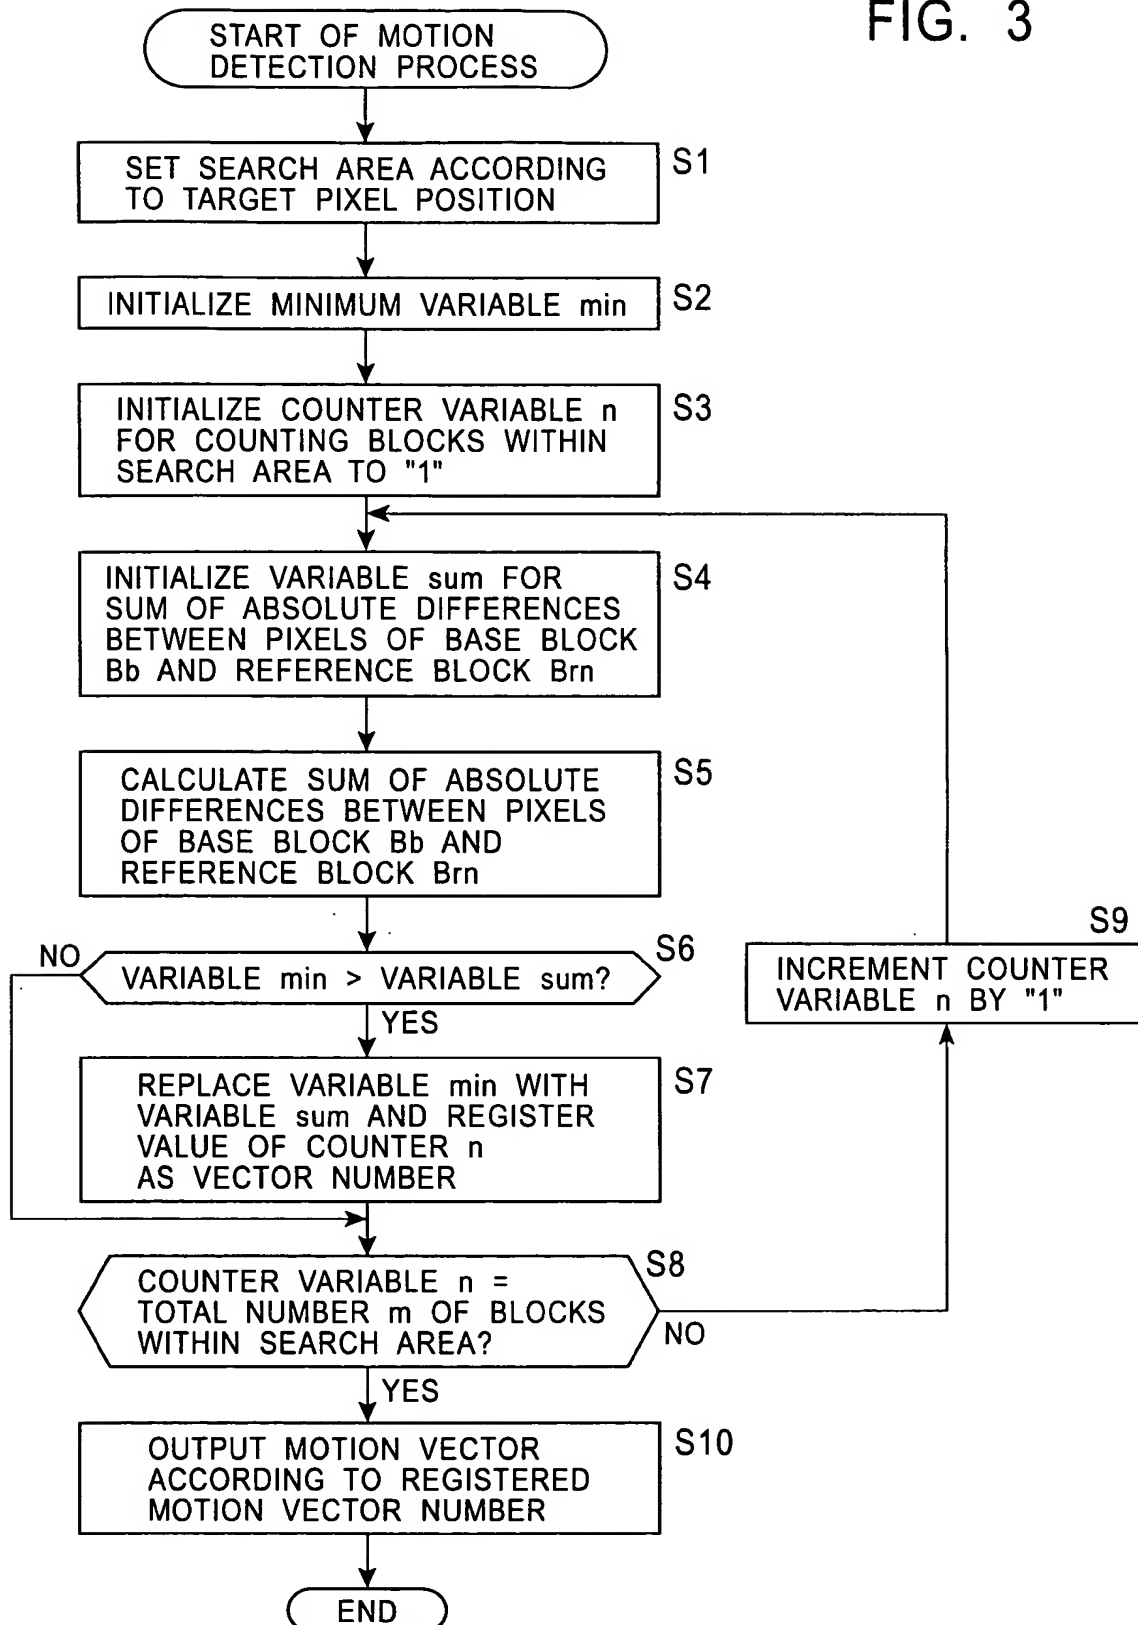 FIG. 3
START OF MOTION
DETECTION PROCESS
SET SEARCH AREA ACCORDING
TO TARGET PIXEL POSITION
S1
INITIALIZE MINIMUM VARIABLE min
S2
INITIALIZE COUNTER VARIABLE n
FOR COUNTING BLOCKS WITHIN
SEARCH AREA TO "1"
S3
INITIALIZE VARIABLE sum FOR
SUM OF ABSOLUTE DIFFERENCES
BETWEEN PIXELS OF BASE BLOCK
Bb AND REFERENCE BLOCK Brn
S4
CALCULATE SUM OF ABSOLUTE
DIFFERENCES BETWEEN PIXELS
OF BASE BLOCK Bb AND
REFERENCE BLOCK Brn
S5
NO
VARIABLE min > VARIABLE sum?
S6
YES
S9
INCREMENT COUNTER
VARIABLE n BY "1"
REPLACE VARIABLE min WITH
VARIABLE sum AND REGISTER
VALUE OF COUNTER n
AS VECTOR NUMBER
S7
COUNTER VARIABLE n =
TOTAL NUMBER m OF BLOCKS
WITHIN SEARCH AREA?
S8
NO
YES
OUTPUT MOTION VECTOR
ACCORDING TO REGISTERED
MOTION VECTOR NUMBER
S10
END